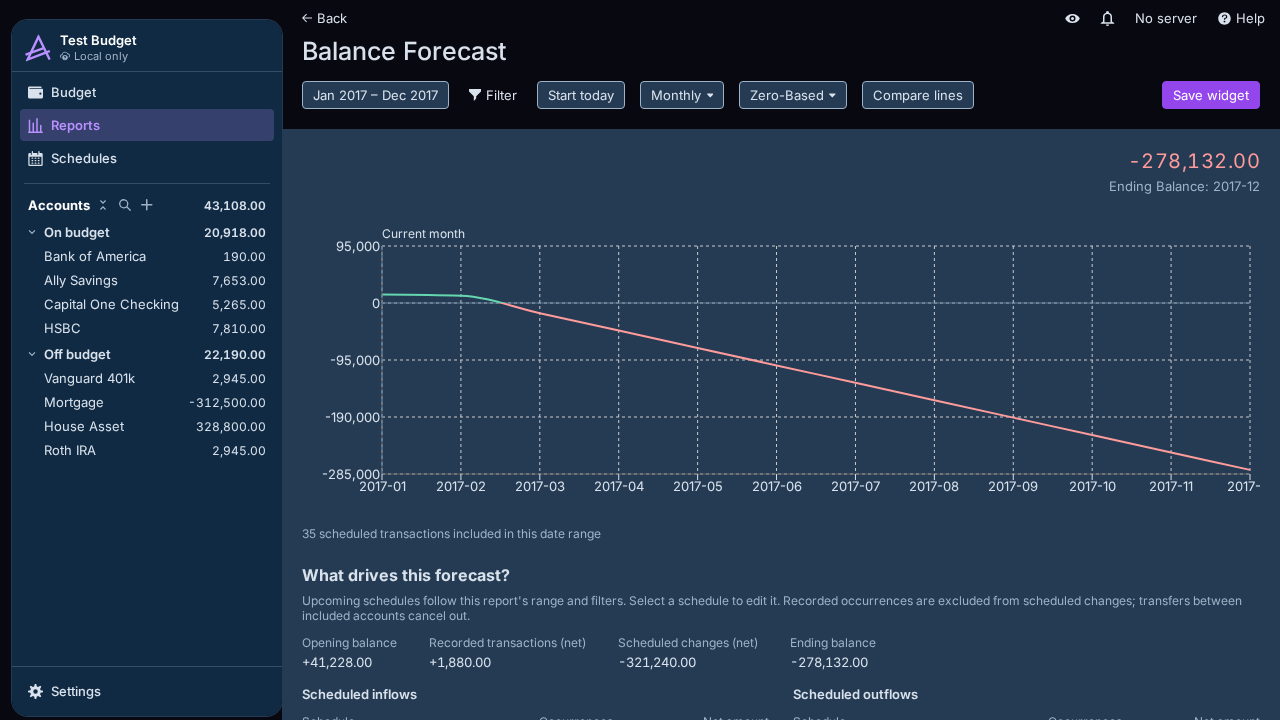 Test Budget
Local only
Budget
Reports
Schedules
Accounts 43,108.00
On budget 20,918.00
Bank of America 190.00
Ally Savings 7,653.00
Capital One Checking 5,265.00
HSBC 7,810.00
Off budget 22,190.00
Vanguard 401k 2,945.00
Mortgage -312,500.00
House Asset 328,800.00
Roth IRA 2,945.00
Settings
Back
No server
Help
Balance Forecast
Jan 2017 – Dec 2017
Filter
Start today
Monthly
Zero-Based
Compare lines
Save widget
-278,132.00
Ending Balance: 2017-12
Current month
95,000
0
-95,000
-190,000
-285,000
2017-01 2017-02 2017-03 2017-04 2017-05 2017-06 2017-07 2017-08 2017-09 2017-10 2017-11 2017-
35 scheduled transactions included in this date range
What drives this forecast?
Upcoming schedules follow this report's range and filters. Select a schedule to edit it. Recorded occurrences are excluded from scheduled changes; transfers between
included accounts cancel out.
Opening balance Recorded transactions (net) Scheduled changes (net) Ending balance
+41,228.00 +1,880.00 -321,240.00 -278,132.00
Scheduled inflows Scheduled outflows
Schedule Occurrences Net amount Schedule Occurrences Net amount